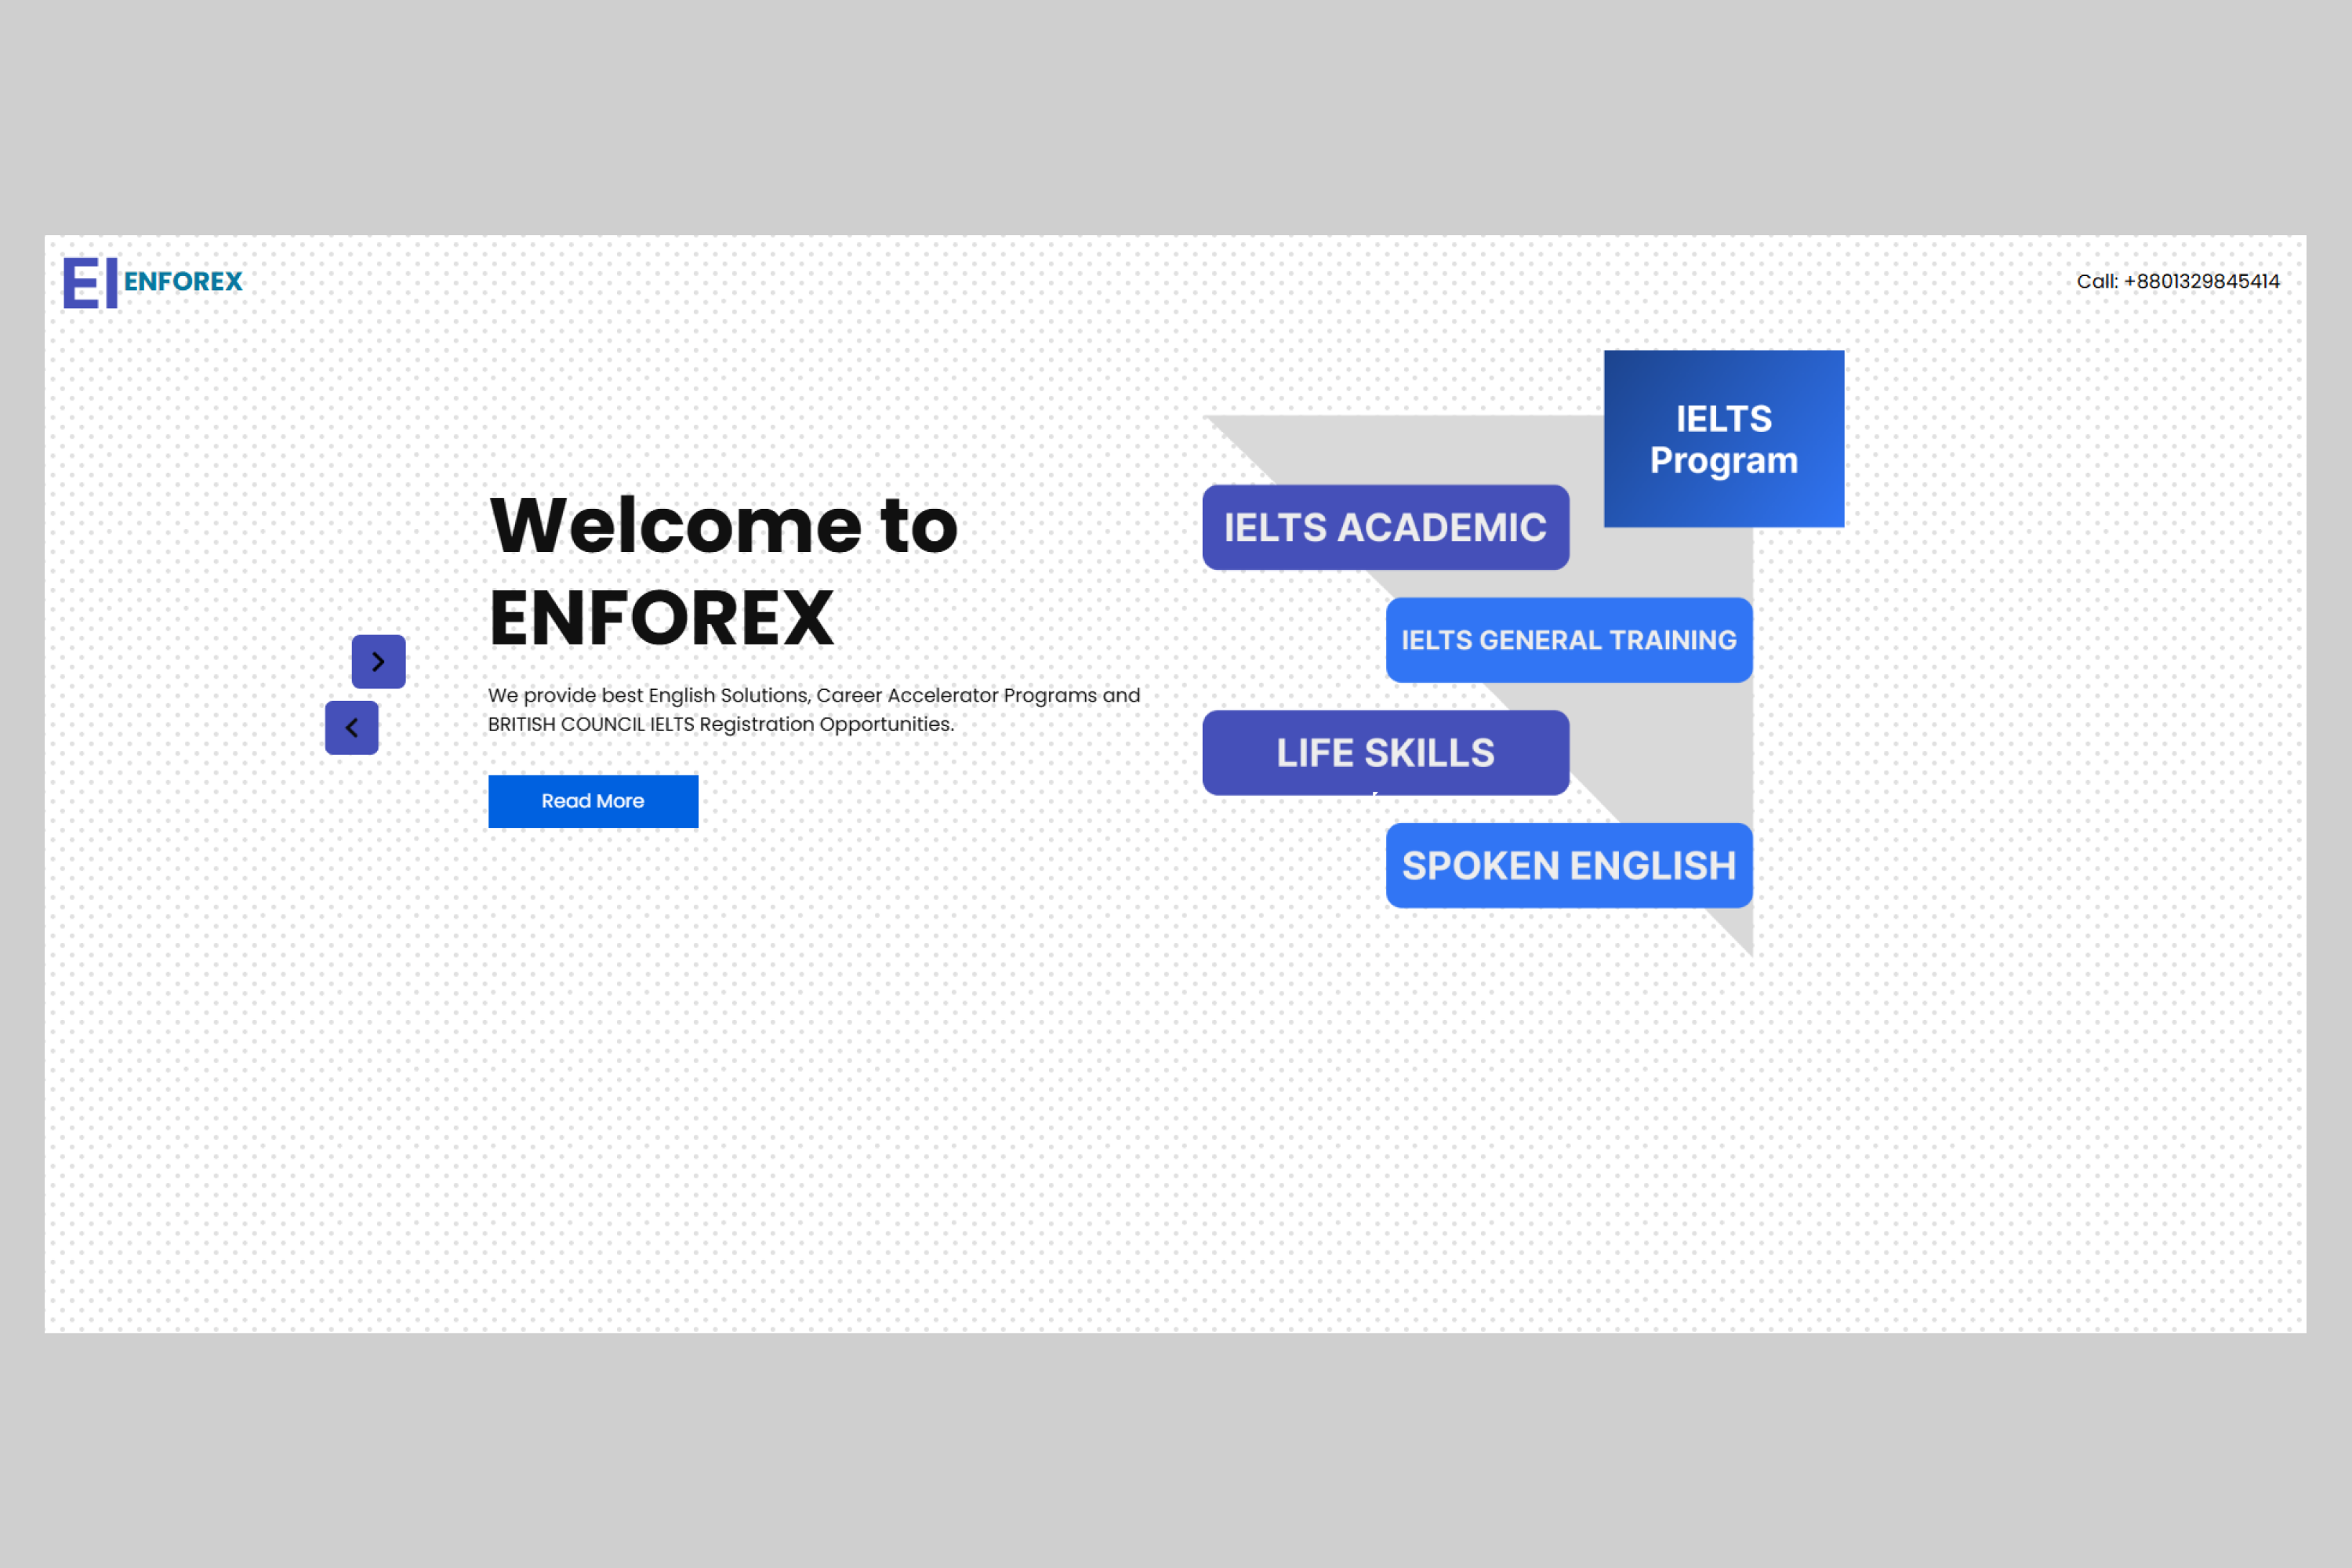 EI ENFOREX
Call: +8801329845414
Welcome to
ENFOREX
We provide best English Solutions, Career Accelerator Programs and
BRITISH COUNCIL IELTS Registration Opportunities.
Read More
IELTS
Program
IELTS ACADEMIC
IELTS GENERAL TRAINING
LIFE SKILLS
SPOKEN ENGLISH